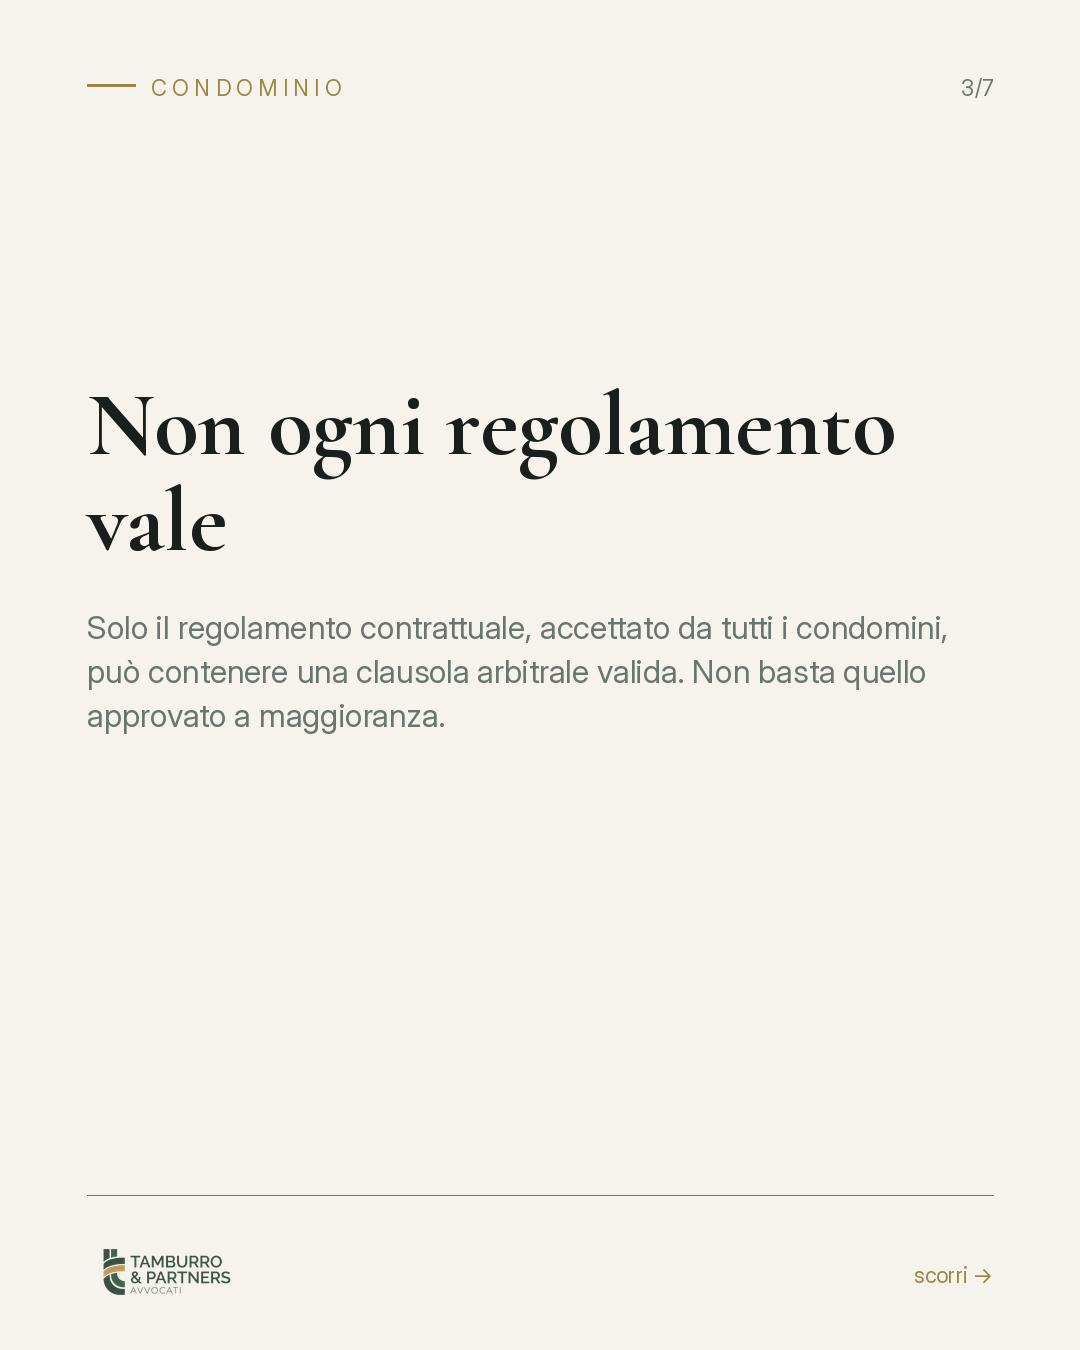 CONDOMINIO
3/7
Non ogni regolamento
vale
Solo il regolamento contrattuale, accettato da tutti i condomini,
può contenere una clausola arbitrale valida. Non basta quello
approvato a maggioranza.
TAMBURRO
& PARTNERS
AVVOCATI
scorri →